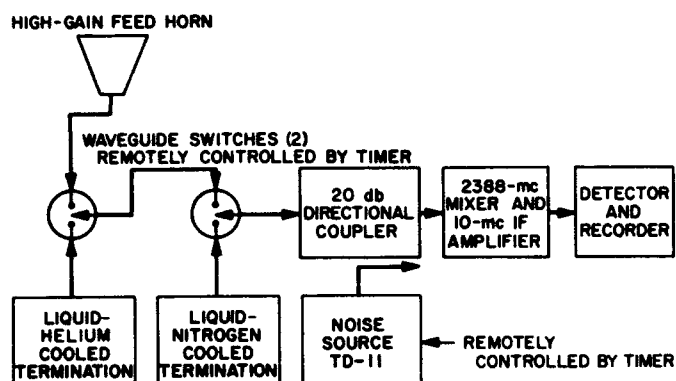 HIGH-GAIN FEED HORN
WAVEGUIDE SWITCHES (2)
REMOTELY CONTROLLED BY TIMER
20 db
DIRECTIONAL
COUPLER
2388-mc
MIXER AND
10-mc IF
AMPLIFIER
DETECTOR
AND
RECORDER
LIQUID-
HELIUM
COOLED
TERMINATION
LIQUID-
NITROGEN
COOLED
TERMINATION
NOISE
SOURCE
TD-11
REMOTELY
CONTROLLED BY TIMER